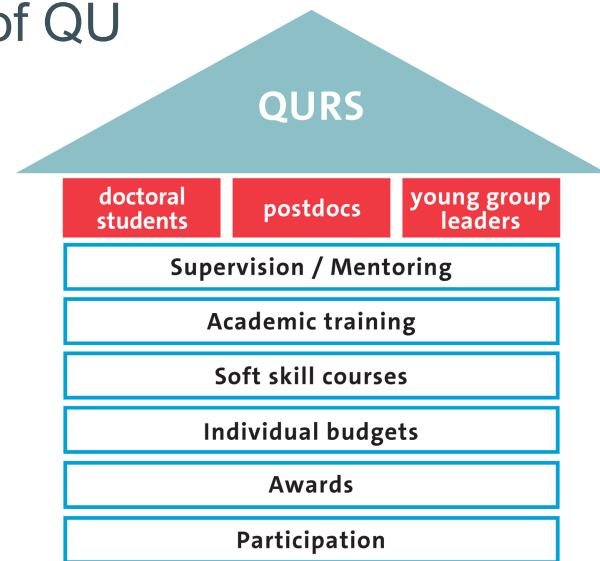 of QU
QURS
doctoral
students
postdocs
young group
leaders
Supervision / Mentoring
Academic training
Soft skill courses
Individual budgets
Awards
Participation